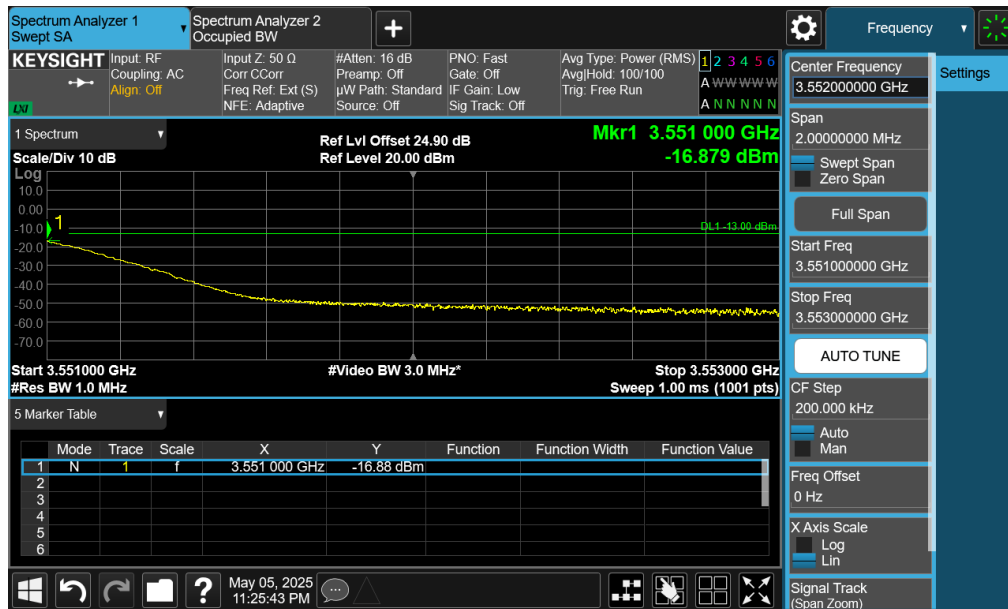 Spectrum Analyzer 1
Swept SA
Spectrum Analyzer 2
Occupied BW
Frequency
KEYSIGHT
LXI
Input: RF
Coupling: AC
Align: Off
Input Z: 50 Ω
Corr CCorr
Freq Ref: Ext (S)
NFE: Adaptive
#Atten: 16 dB
Preamp: Off
µW Path: Standard
Source: Off
PNO: Fast
Gate: Off
IF Gain: Low
Sig Track: Off
Avg Type: Power (RMS)
Avg|Hold: 100/100
Trig: Free Run
1 2 3 4 5 6
A W W W W W
A N N N N N
1 Spectrum
Scale/Div 10 dB
Ref Lvl Offset 24.90 dB
Ref Level 20.00 dBm
Mkr1 3.551 000 GHz
-16.879 dBm
Log
10.0
0.00
-10.0
-20.0
-30.0
-40.0
-50.0
-60.0
-70.0
1
DL1 -13.00 dBm
Start 3.551000 GHz
#Video BW 3.0 MHz*
Stop 3.553000 GHz
#Res BW 1.0 MHz
Sweep 1.00 ms (1001 pts)
5 Marker Table
Mode Trace Scale X Y Function Function Width Function Value
1 N 1 f 3.551 000 GHz -16.88 dBm
2
3
4
5
6
May 05, 2025
11:25:43 PM
?
Center Frequency
3.552000000 GHz
Span
2.00000000 MHz
Swept Span
Zero Span
Full Span
Start Freq
3.551000000 GHz
Stop Freq
3.553000000 GHz
AUTO TUNE
CF Step
200.000 kHz
Auto
Man
Freq Offset
0 Hz
X Axis Scale
Log
Lin
Signal Track
(Span Zoom)
Settings